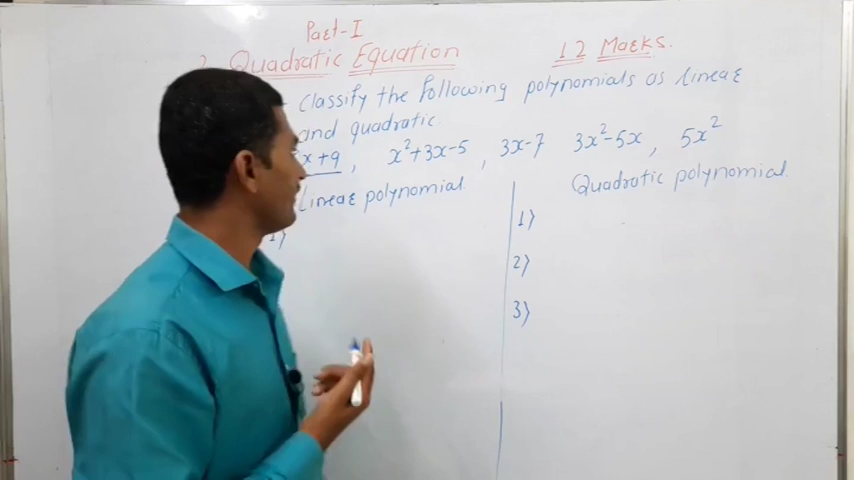 Part-I
2. Quadratic Equation 12 Marks.
Classify the following polynomials as linear
and quadratic
x+9, x²+3x-5, 3x-7 3x²-5x, 5x²
Linear polynomial. Quadratic polynomial.
1) 1)
2)
3)